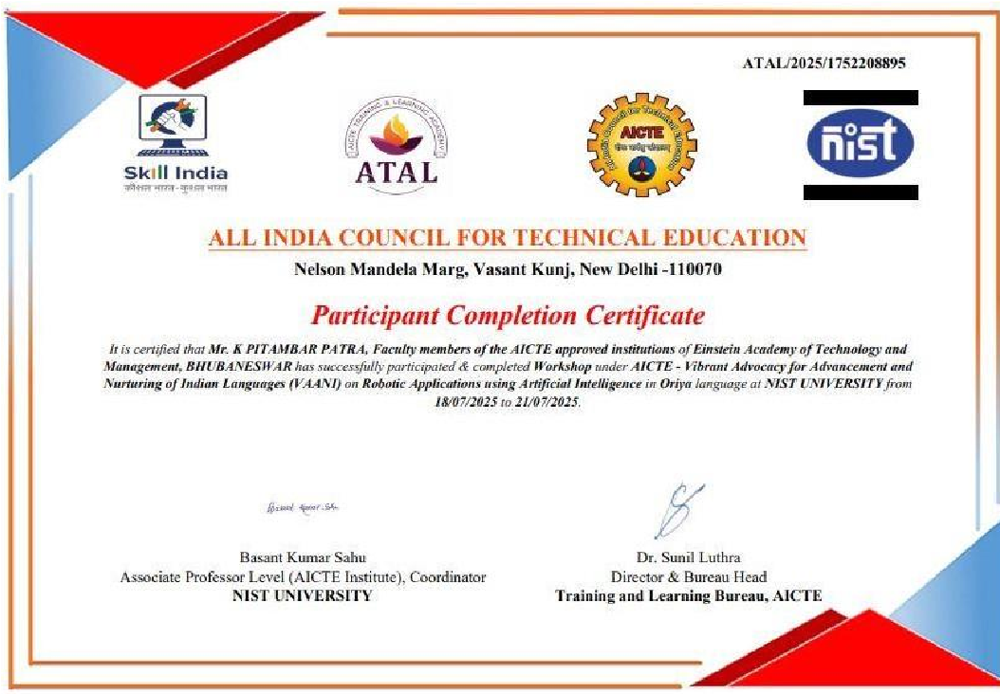 ATAL/2025/1752208895
Skill India
कौशल भारत - कुशल भारत
AICTE TRAINING & LEARNING ACADEMY
ATAL
All India Council for Technical Education
AICTE
nist
ALL INDIA COUNCIL FOR TECHNICAL EDUCATION
Nelson Mandela Marg, Vasant Kunj, New Delhi -110070
Participant Completion Certificate
It is certified that Mr. K PITAMBAR PATRA, Faculty members of the AICTE approved institutions of Einstein Academy of Technology and
Management, BHUBANESWAR has successfully participated & completed Workshop under AICTE - Vibrant Advocacy for Advancement and
Nurturing of Indian Languages (VAANI) on Robotic Applications using Artificial Intelligence in Oriya language at NIST UNIVERSITY from
18/07/2025 to 21/07/2025.
Basant Kumar Sahu
Associate Professor Level (AICTE Institute), Coordinator
NIST UNIVERSITY
Dr. Sunil Luthra
Director & Bureau Head
Training and Learning Bureau, AICTE